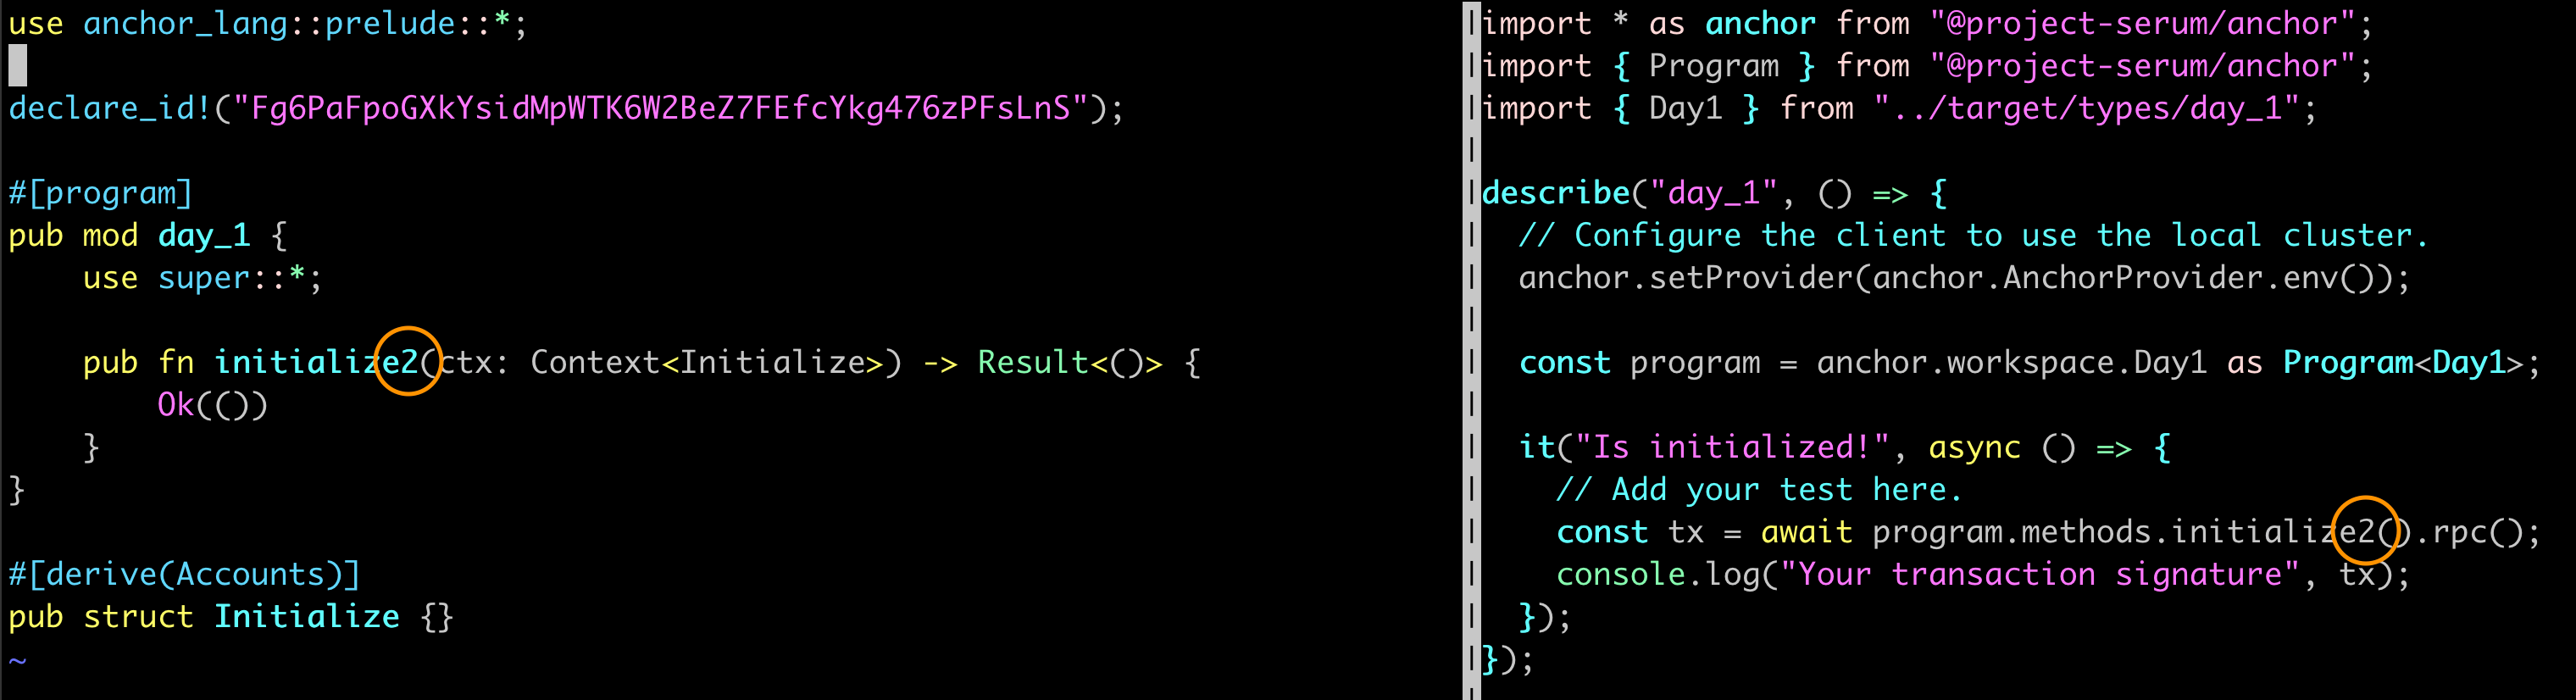 use anchor_lang::prelude::*;
declare_id!("Fg6PaFpoGXkYsidMpWTK6W2BeZ7FEfcYkg476zPFsLnS");
#[program]
pub mod day_1 {
    use super::*;
    pub fn initialize2(ctx: Context<Initialize>) -> Result<()> {
        Ok(())
    }
}
#[derive(Accounts)]
pub struct Initialize {}
~
import * as anchor from "@project-serum/anchor";
import { Program } from "@project-serum/anchor";
import { Day1 } from "../target/types/day_1";
describe("day_1", () => {
  // Configure the client to use the local cluster.
  anchor.setProvider(anchor.AnchorProvider.env());
  const program = anchor.workspace.Day1 as Program<Day1>;
  it("Is initialized!", async () => {
    // Add your test here.
    const tx = await program.methods.initialize2().rpc();
    console.log("Your transaction signature", tx);
  });
});